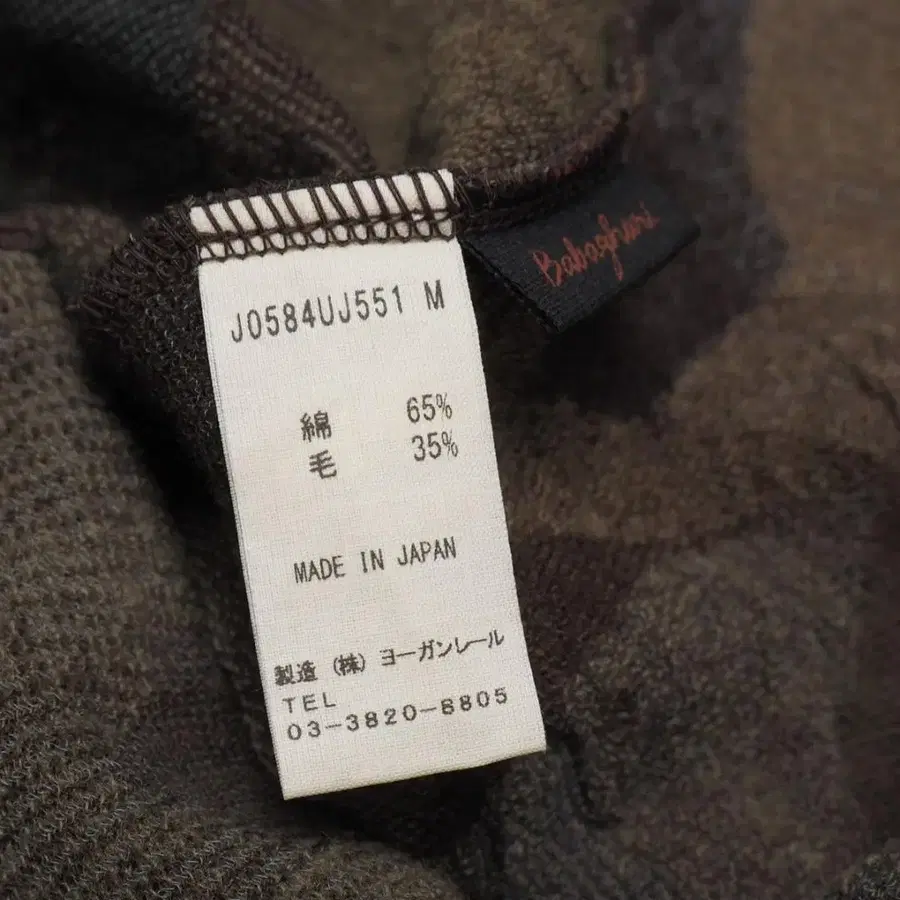 Babaghuri
J0584UJ551 M
綿 65%
毛 35%
MADE IN JAPAN
製造 (株) ヨーガンレール
TEL
03-3820-8805